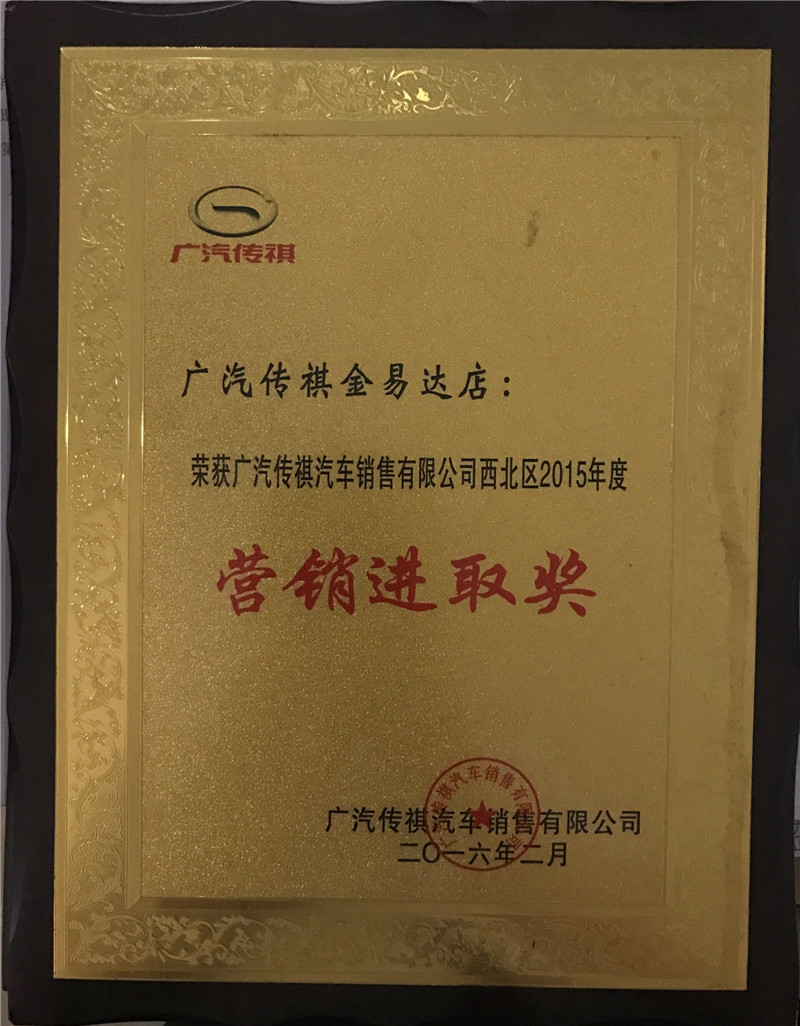 广汽传祺
广汽传祺金易达店：
荣获广汽传祺汽车销售有限公司西北区2015年度
营销进取奖
广汽传祺汽车销售有限公司
二〇一六年二月